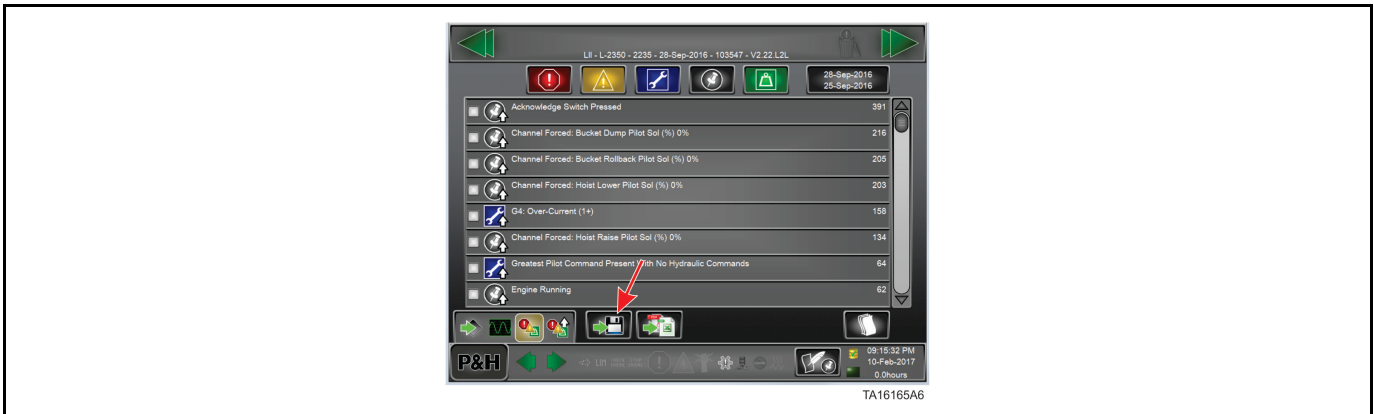 LII - L-2350 - 2235 - 28-Sep-2016 - 103547 - V2.22.L2L
28-Sep-2016
25-Sep-2016
Acknowledge Switch Pressed 391
Channel Forced: Bucket Dump Pilot Sol (%) 0% 216
Channel Forced: Bucket Rollback Pilot Sol (%) 0% 205
Channel Forced: Hoist Lower Pilot Sol (%) 0% 203
G4: Over-Current (1+) 158
Channel Forced: Hoist Raise Pilot Sol (%) 0% 134
Greatest Pilot Command Present With No Hydraulic Commands 64
Engine Running 62
P&H
LIM
09:15:32 PM
10-Feb-2017
0.0hours
TA16165A6